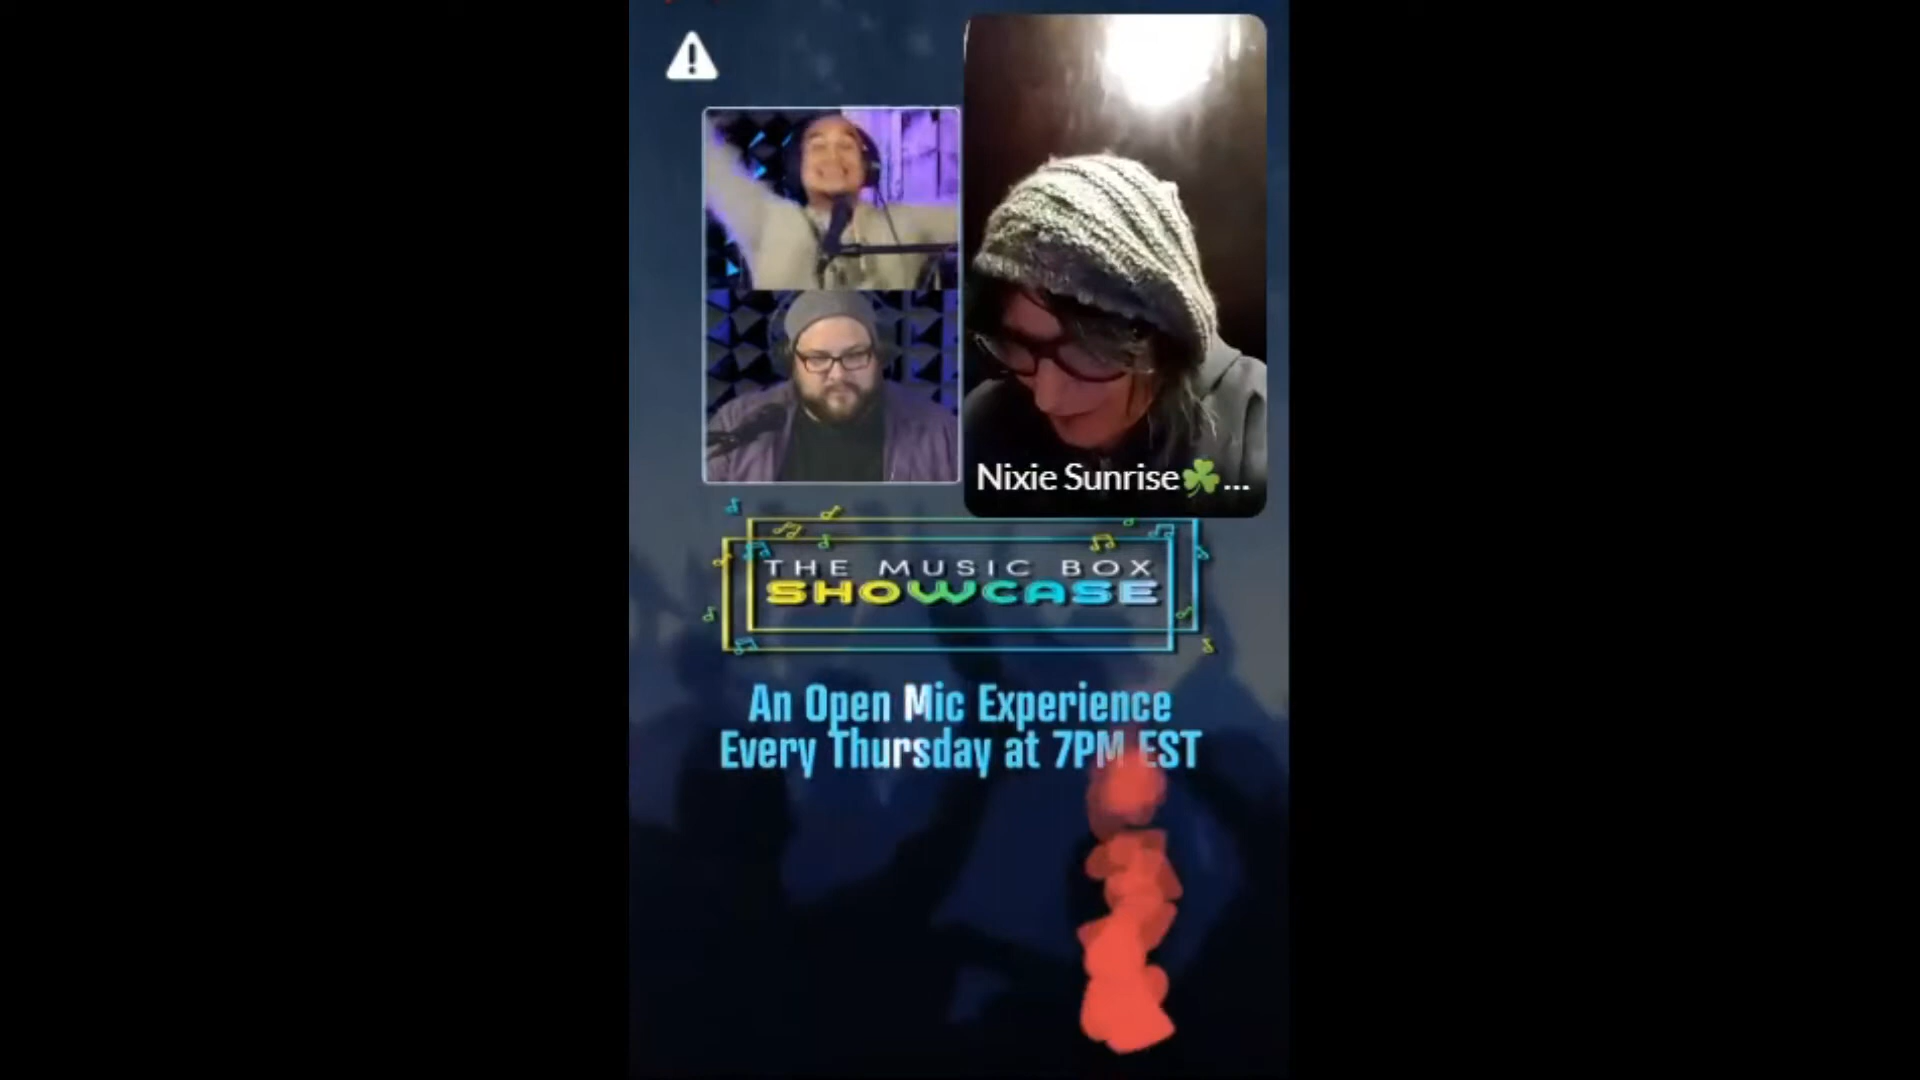 Nixie Sunrise☘️...
THE MUSIC BOX
SHOWCASE
An Open Mic Experience
Every Thursday at 7PM EST